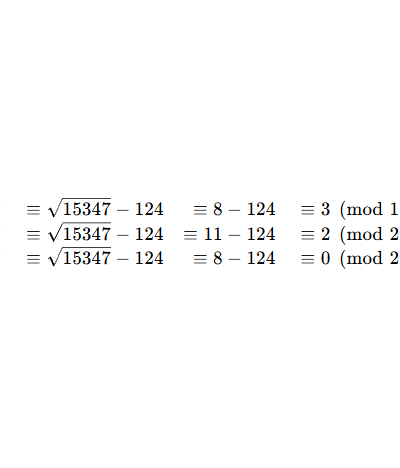 ≡ √15347 − 124 ≡ 8 − 124 ≡ 3 (mod 1
≡ √15347 − 124 ≡ 11 − 124 ≡ 2 (mod 2
≡ √15347 − 124 ≡ 8 − 124 ≡ 0 (mod 2